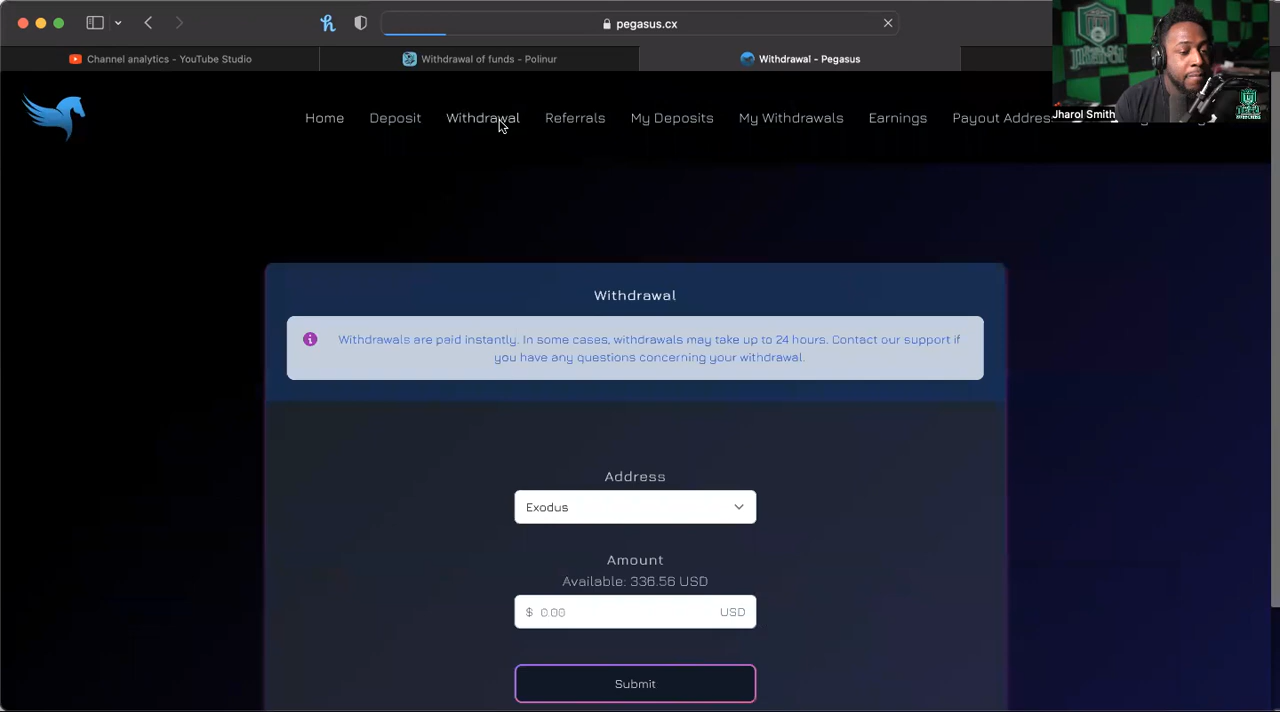 pegasus.cx
Channel analytics - YouTube Studio
Withdrawal of funds - Polinur
Withdrawal - Pegasus
Jharol Smith
Home
Deposit
Withdrawal
Referrals
My Deposits
My Withdrawals
Earnings
Payout Address
Withdrawal
Withdrawals are paid instantly. In some cases, withdrawals may take up to 24 hours. Contact our support if
you have any questions concerning your withdrawal.
Address
Exodus
Amount
Available: 336.56 USD
$ 0.00 USD
Submit